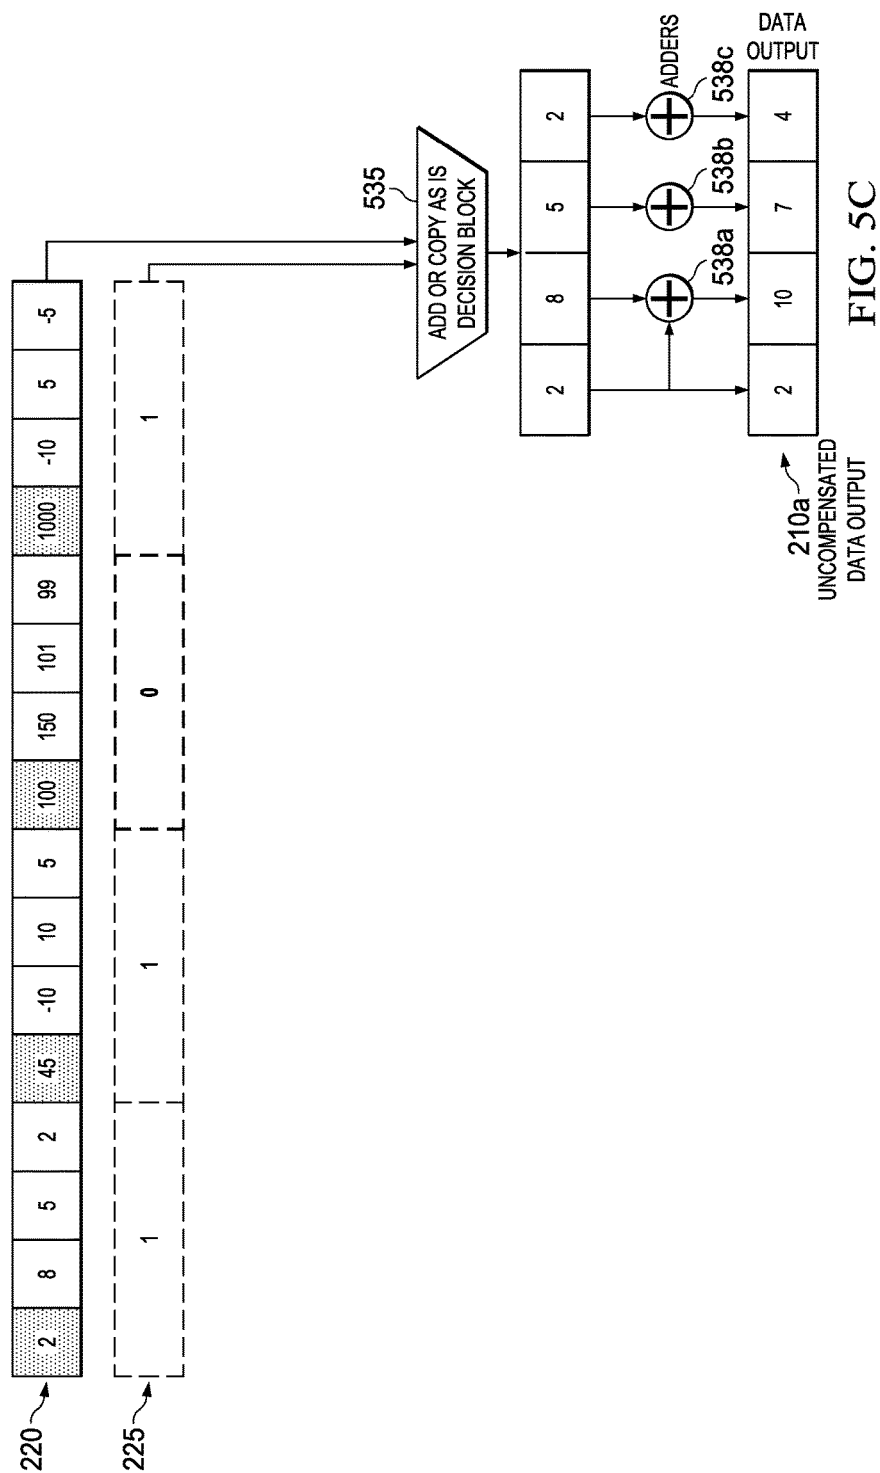 220
2 8 5 2 45 -10 10 5 100 150 101 99 1000 -10 5 -5
225
1 1 0 1
535
ADD OR COPY AS IS
DECISION BLOCK
2 8 5 2
ADDERS
538a 538b 538c
DATA
OUTPUT
2 10 7 4
210a
UNCOMPENSATED
DATA OUTPUT
FIG. 5C